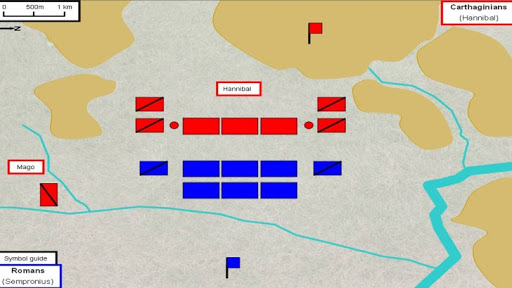 0 500m 1 km
N
Carthaginians
(Hannibal)
Hannibal
Mago
Symbol guide
Romans
(Sempronius)